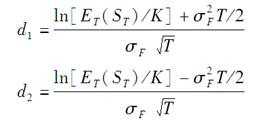 d₁ = (ln[E_T(S_T)/K] + σ_F²T/2) / (σ_F √T)
d₂ = (ln[E_T(S_T)/K] − σ_F²T/2) / (σ_F √T)